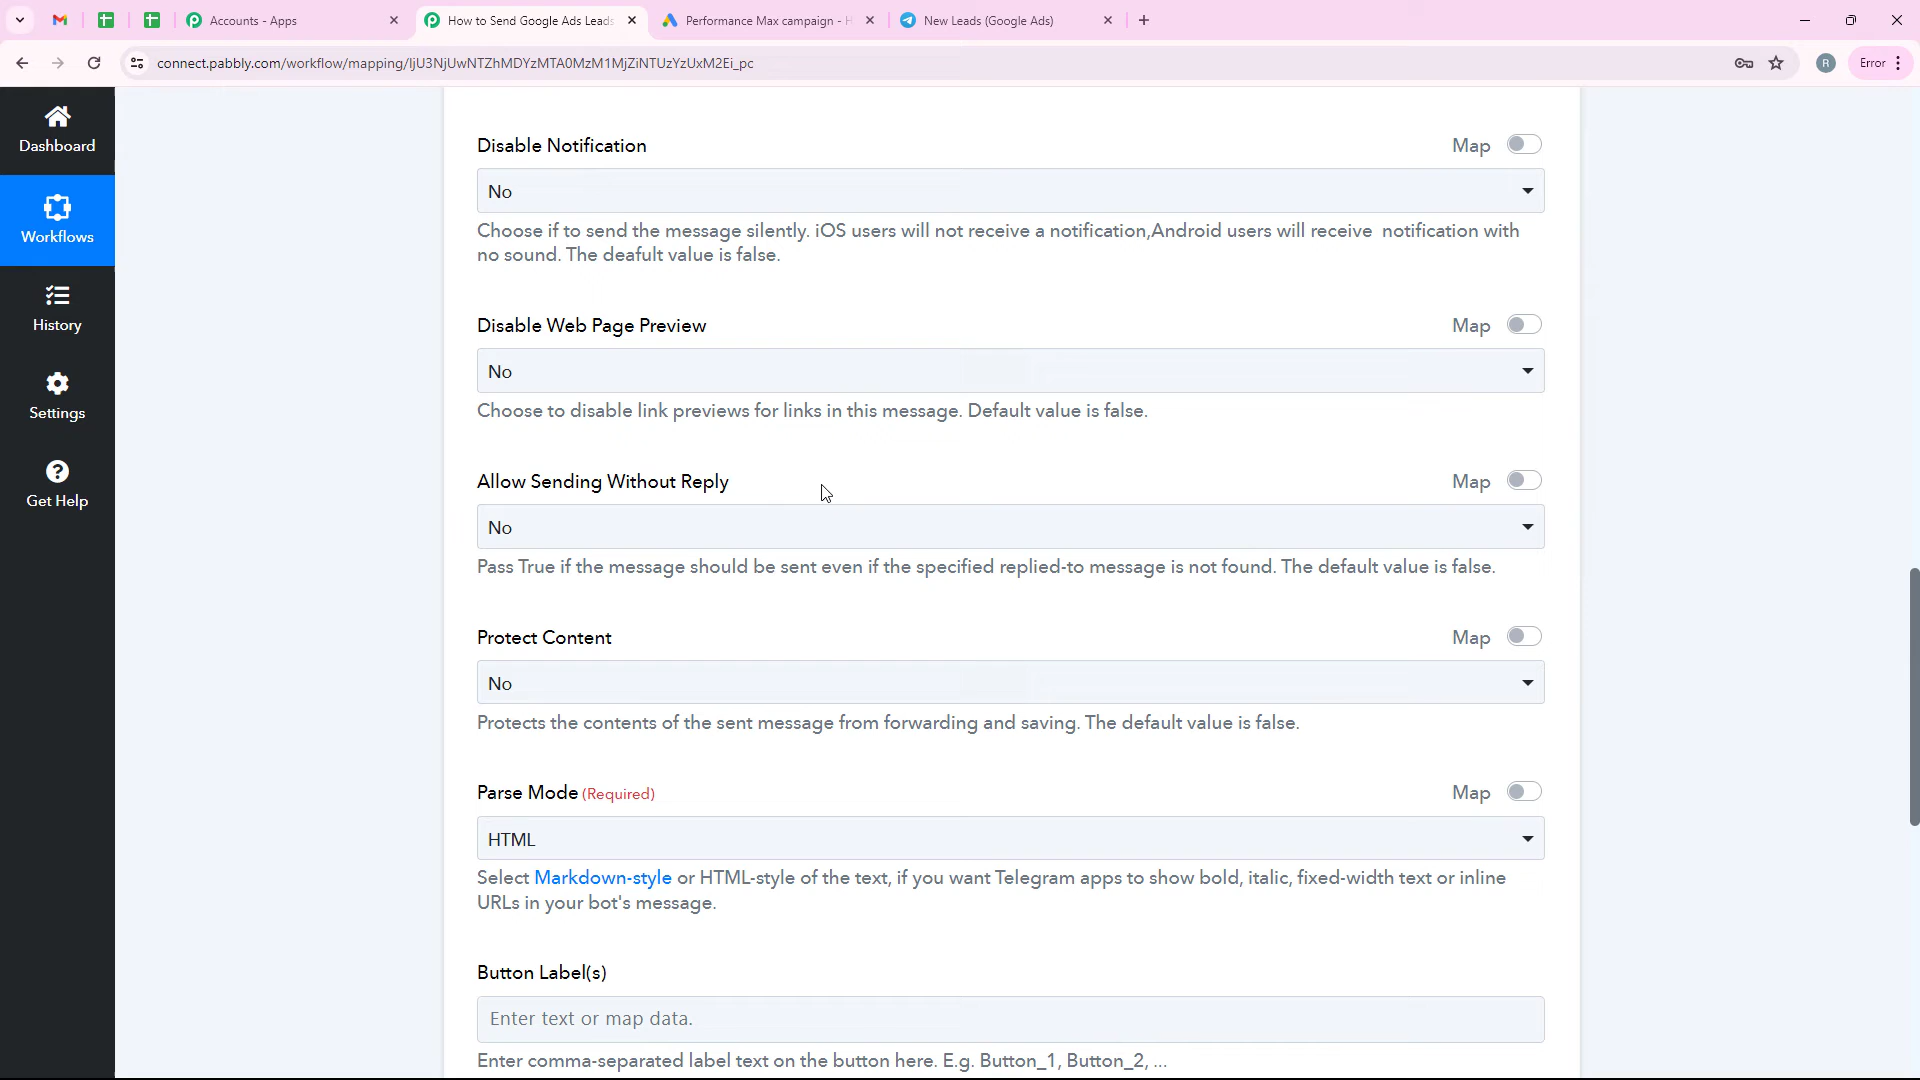 Accounts - Apps
How to Send Google Ads Leads
Performance Max campaign - H
New Leads (Google Ads)
connect.pabbly.com/workflow/mapping/IjU3NjUwNTZhMDYzMTA0MzM1MjZiNTUzYzUxM2Ei_pc
R
Error
Dashboard
Workflows
History
Settings
Get Help
Disable Notification
Map
No
Choose if to send the message silently. iOS users will not receive a notification,Android users will receive notification with
no sound. The deafult value is false.
Disable Web Page Preview
Map
No
Choose to disable link previews for links in this message. Default value is false.
Allow Sending Without Reply
Map
No
Pass True if the message should be sent even if the specified replied-to message is not found. The default value is false.
Protect Content
Map
No
Protects the contents of the sent message from forwarding and saving. The default value is false.
Parse Mode (Required)
Map
HTML
Select Markdown-style or HTML-style of the text, if you want Telegram apps to show bold, italic, fixed-width text or inline
URLs in your bot's message.
Button Label(s)
Enter text or map data.
Enter comma-separated label text on the button here. E.g. Button_1, Button_2, ...